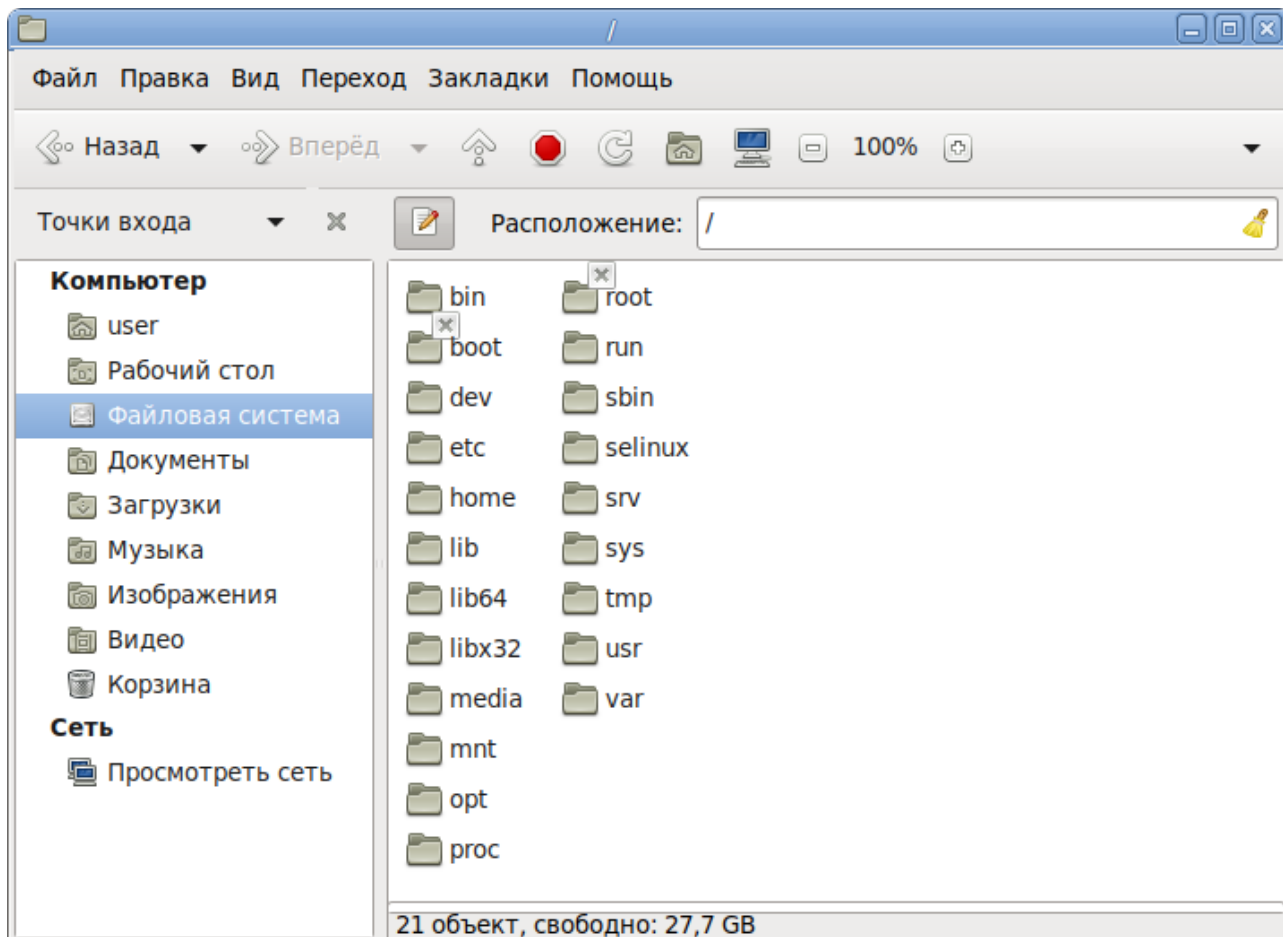 /
Файл Правка Вид Переход Закладки Помощь
Назад Вперёд 100%
Точки входа
Расположение: /
Компьютер
user
Рабочий стол
Файловая система
Документы
Загрузки
Музыка
Изображения
Видео
Корзина
Сеть
Просмотреть сеть
bin
boot
dev
etc
home
lib
lib64
libx32
media
mnt
opt
proc
root
run
sbin
selinux
srv
sys
tmp
usr
var
21 объект, свободно: 27,7 GB